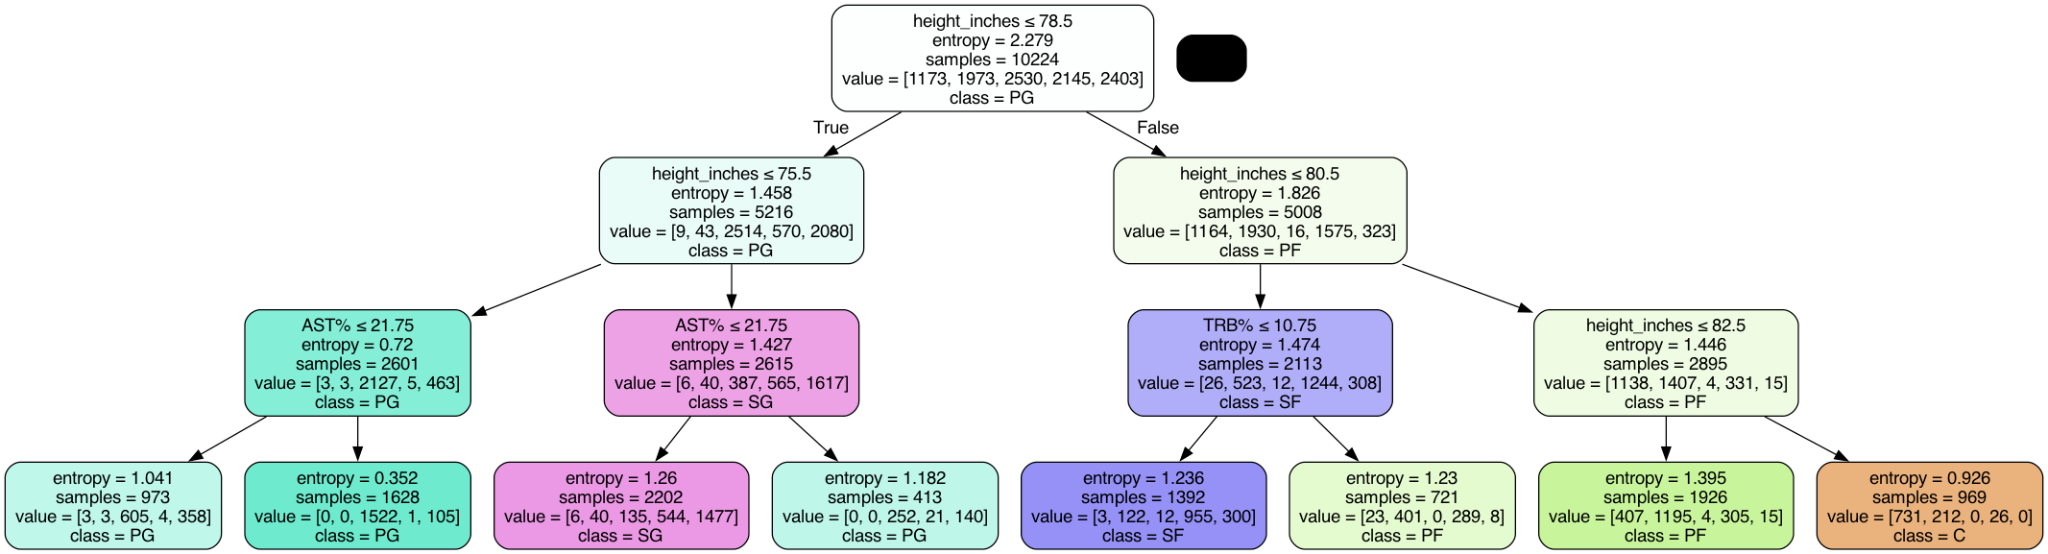 height_inches ≤ 78.5
entropy = 2.279
samples = 10224
value = [1173, 1973, 2530, 2145, 2403]
class = PG
True
False
height_inches ≤ 75.5
entropy = 1.458
samples = 5216
value = [9, 43, 2514, 570, 2080]
class = PG
height_inches ≤ 80.5
entropy = 1.826
samples = 5008
value = [1164, 1930, 16, 1575, 323]
class = PF
AST% ≤ 21.75
entropy = 0.72
samples = 2601
value = [3, 3, 2127, 5, 463]
class = PG
AST% ≤ 21.75
entropy = 1.427
samples = 2615
value = [6, 40, 387, 565, 1617]
class = SG
TRB% ≤ 10.75
entropy = 1.474
samples = 2113
value = [26, 523, 12, 1244, 308]
class = SF
height_inches ≤ 82.5
entropy = 1.446
samples = 2895
value = [1138, 1407, 4, 331, 15]
class = PF
entropy = 1.041
samples = 973
value = [3, 3, 605, 4, 358]
class = PG
entropy = 0.352
samples = 1628
value = [0, 0, 1522, 1, 105]
class = PG
entropy = 1.26
samples = 2202
value = [6, 40, 135, 544, 1477]
class = SG
entropy = 1.182
samples = 413
value = [0, 0, 252, 21, 140]
class = PG
entropy = 1.236
samples = 1392
value = [3, 122, 12, 955, 300]
class = SF
entropy = 1.23
samples = 721
value = [23, 401, 0, 289, 8]
class = PF
entropy = 1.395
samples = 1926
value = [407, 1195, 4, 305, 15]
class = PF
entropy = 0.926
samples = 969
value = [731, 212, 0, 26, 0]
class = C